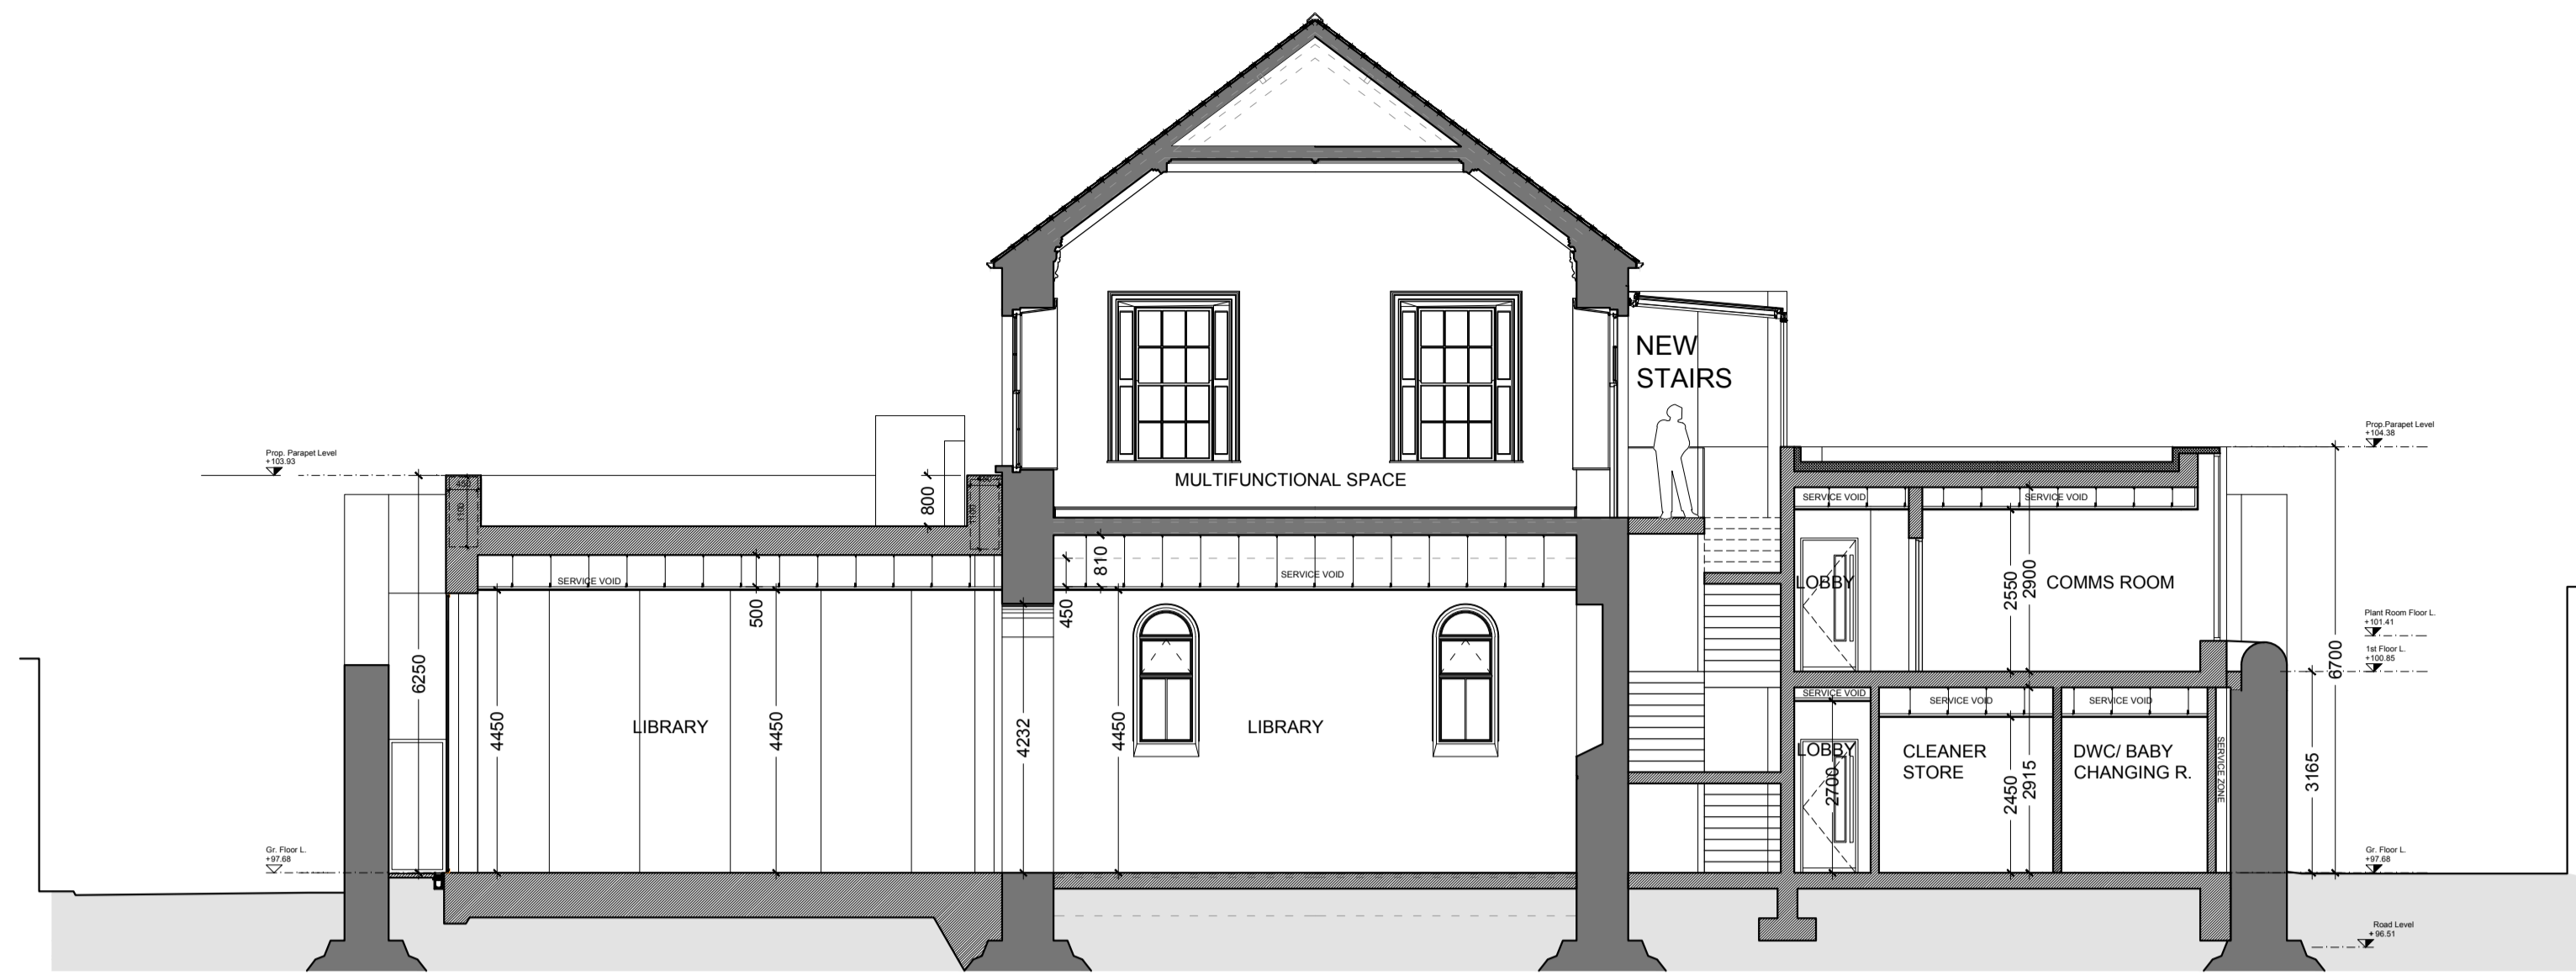 NEW
STAIRS
Prop. Parapet Level
+103.93
Prop.Parapet Level
+104.38
450
1100
800
450
1100
MULTIFUNCTIONAL SPACE
SERVICE VOID
SERVICE VOID
SERVICE VOID
500
810
450
SERVICE VOID
LOBBY
2550
2900
COMMS ROOM
Plant Room Floor L.
+101.41
1st Floor L.
+100.85
6250
6700
4450
LIBRARY
4450
4232
4450
LIBRARY
SERVICE VOID
SERVICE VOID
SERVICE VOID
LOBBY
2700
CLEANER
STORE
2450
2915
DWC/ BABY
CHANGING R.
SERVICE ZONE
3165
Gr. Floor L.
+97.68
Gr. Floor L.
+97.68
Road Level
+ 96.51